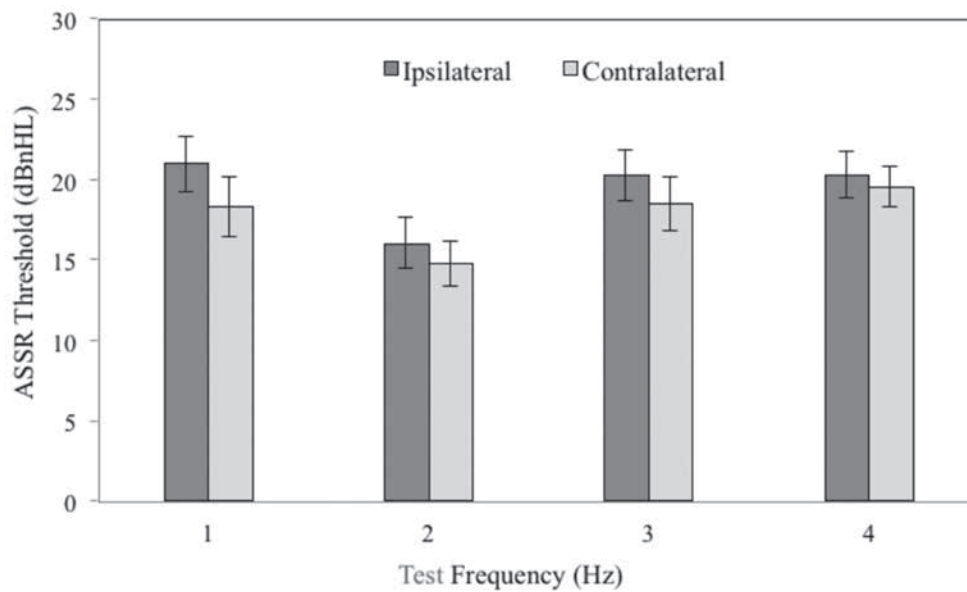 30
Ipsilateral Contralateral
25
20
15
10
5
0
ASSR Threshold (dBnHL)
1 2 3 4
Test Frequency (Hz)